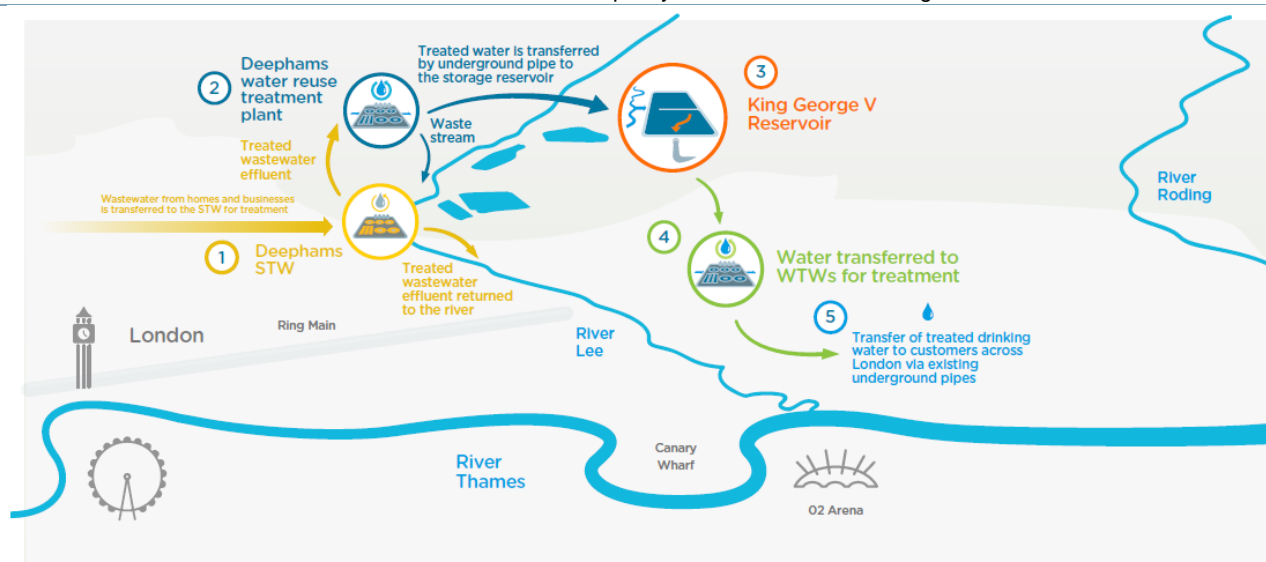 Treated water is transferred
by underground pipe to
the storage reservoir
2
Deephams
water reuse
treatment
plant
3
King George V
Reservoir
Waste
stream
Treated
wastewater
effluent
Wastewater from homes and businesses
is transferred to the STW for treatment
River
Roding
1
Deephams
STW
4
Water transferred to
WTWs for treatment
Treated
wastewater
effluent returned
to the river
London
Ring Main
River
Lee
5
Transfer of treated drinking
water to customers across
London via existing
underground pipes
River
Thames
Canary
Wharf
O2 Arena